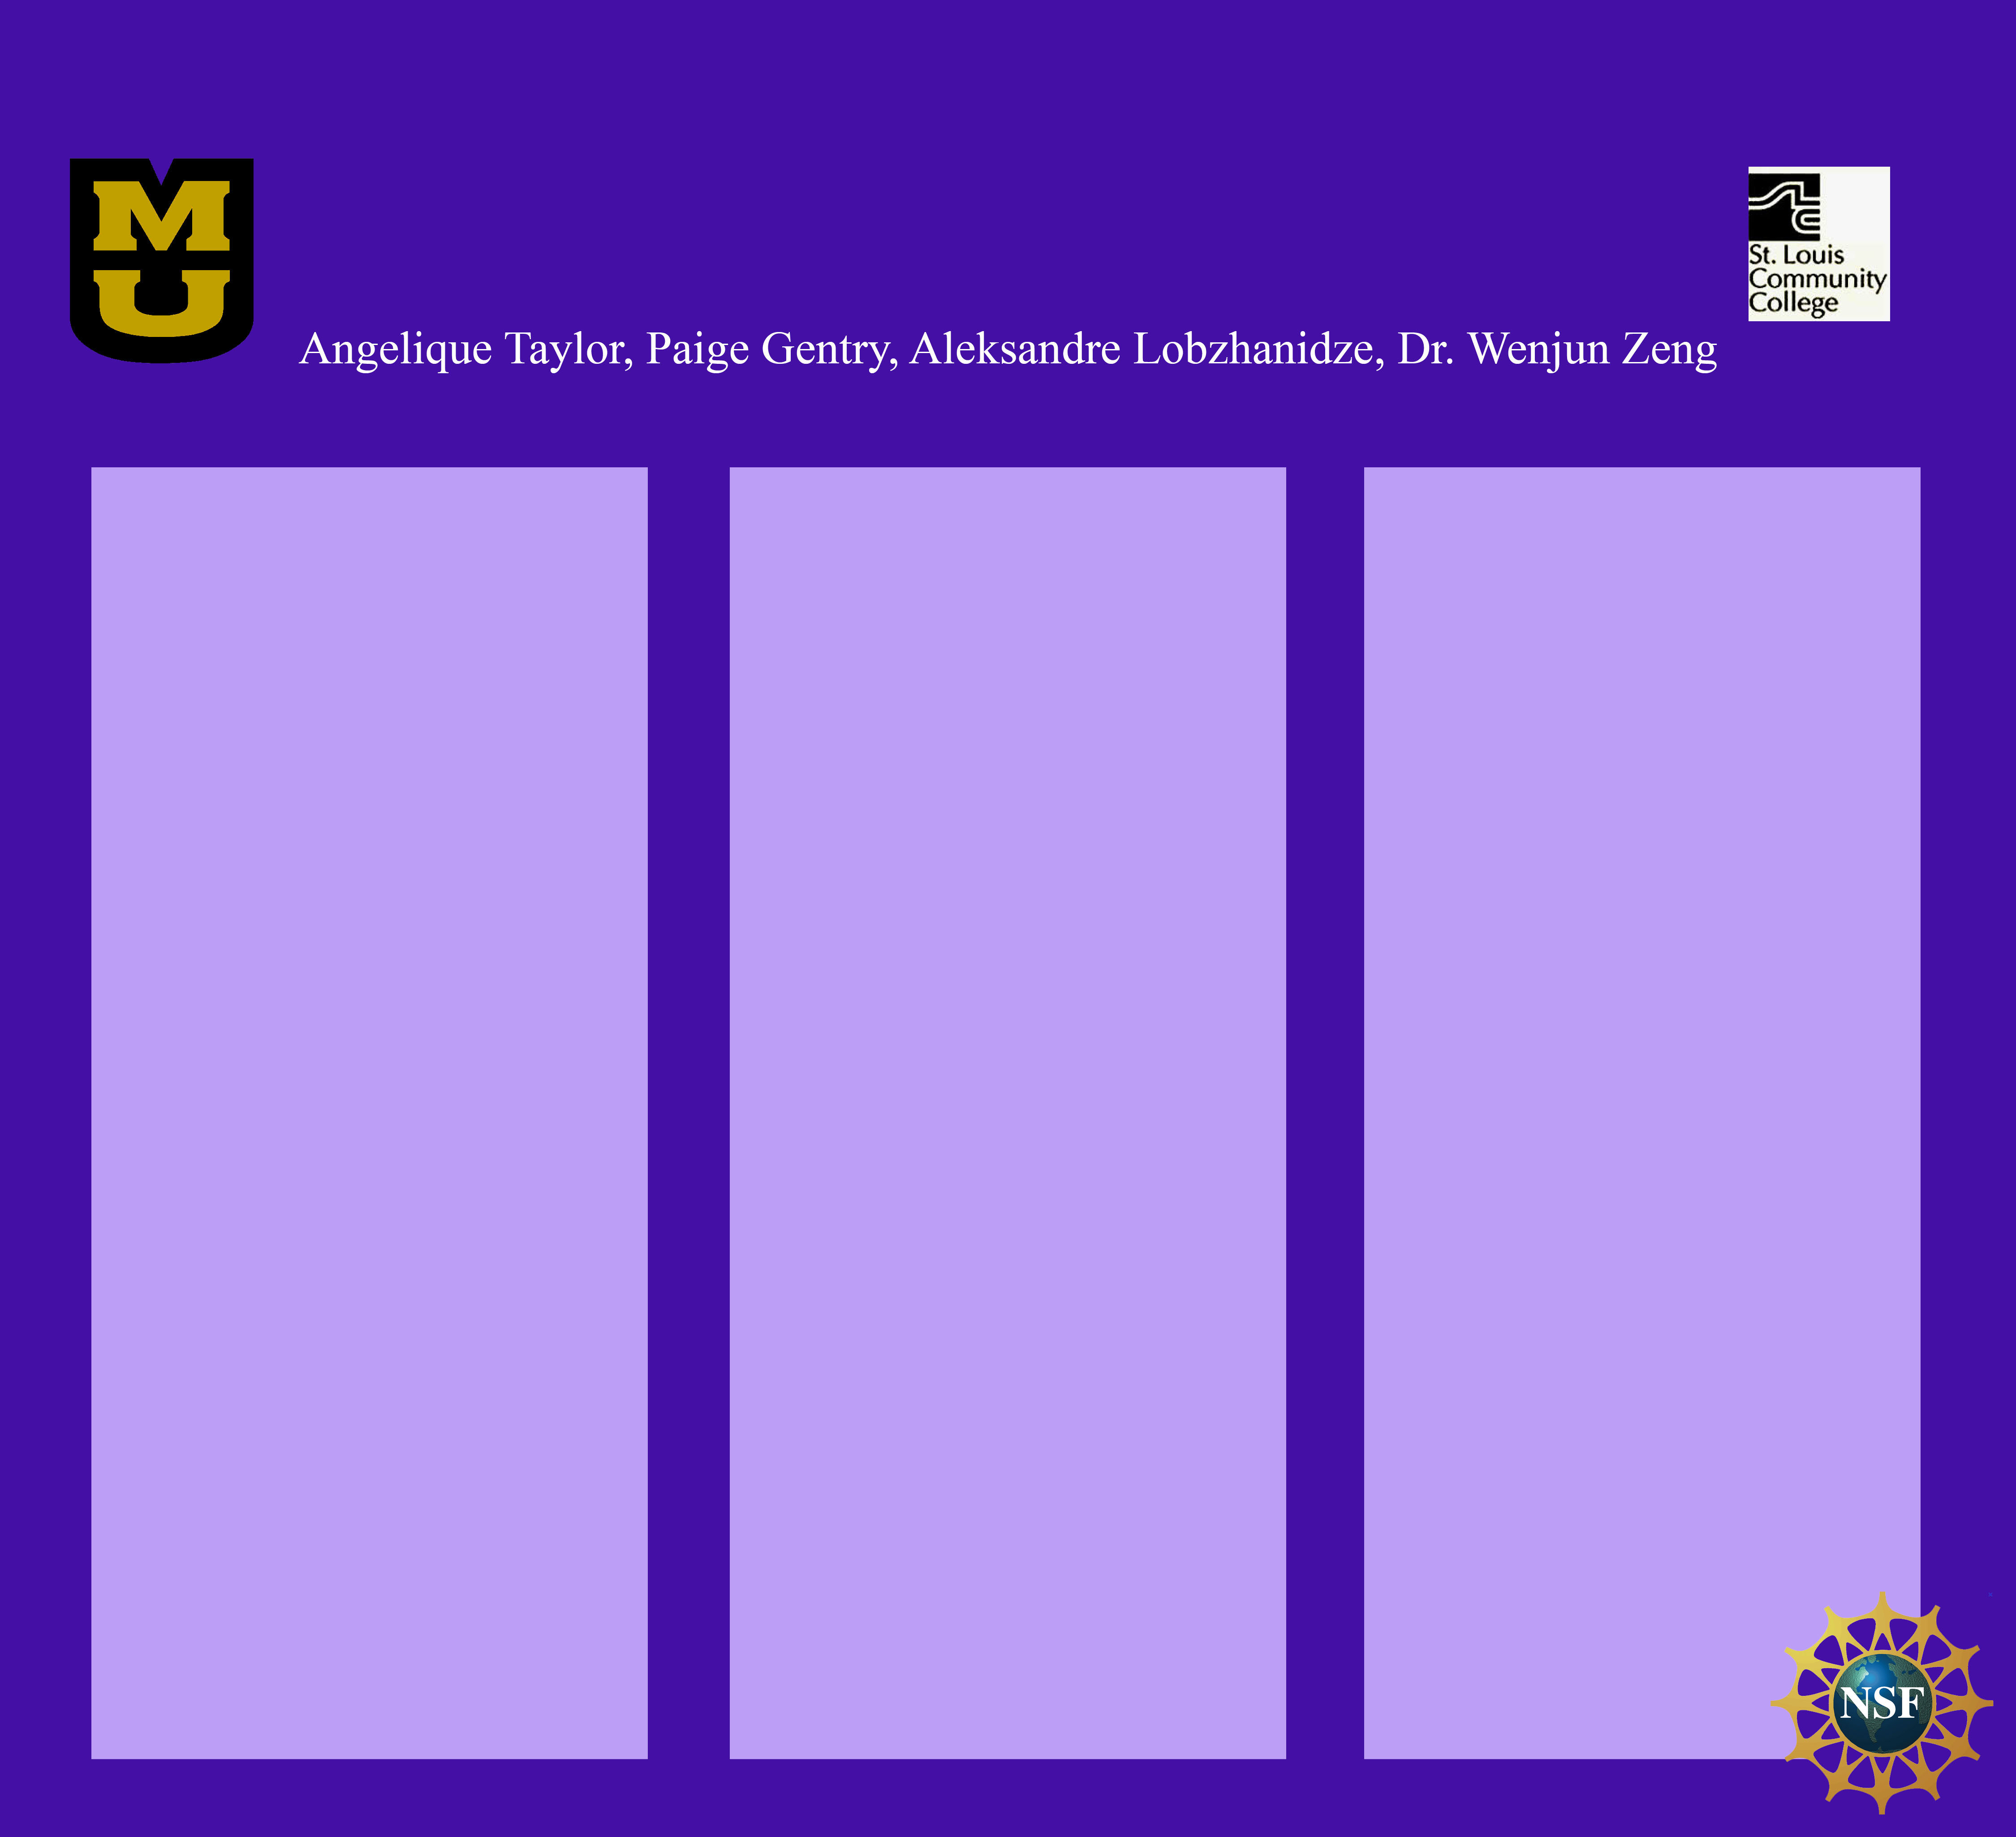 M
U
St. Louis
Community
College
Angelique Taylor, Paige Gentry, Aleksandre Lobzhanidze, Dr. Wenjun Zeng
NSF